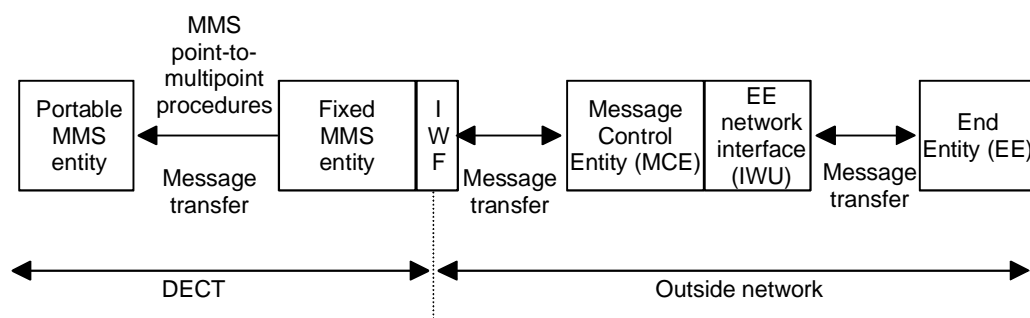 MMS
point-to-
multipoint
procedures
Portable
MMS
entity
Message
transfer
Fixed
MMS
entity
I
W
F
Message
transfer
Message
Control
Entity (MCE)
EE
network
interface
(IWU)
Message
transfer
End
Entity (EE)
DECT
Outside network